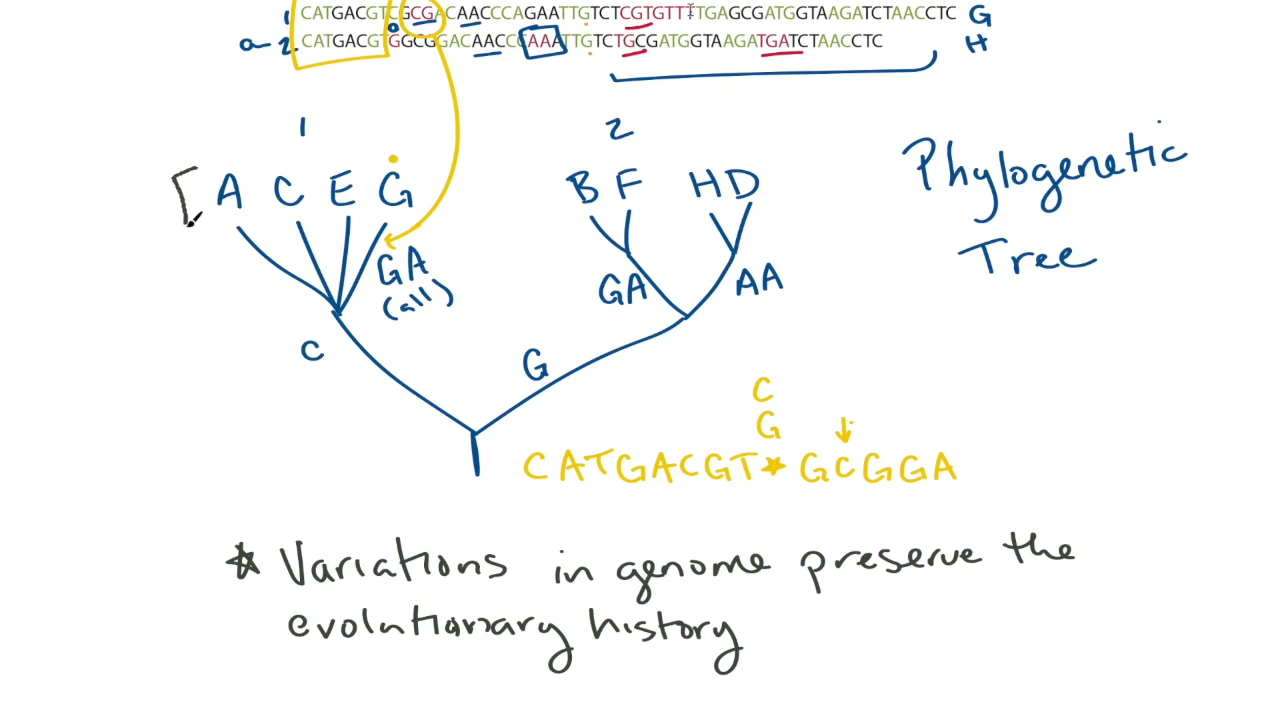 1 CATGACGTCGCGACAACCCAGAATTGTCTCGTGTTTTGAGCGATGGTAAGATCTAACCTC G
a 2 CATGACGTGGCGGACAACCCAAATTGTCTGCGATGGTAAGATGATCTAACCTC H
1 2
A C E G B F H D
Phylogenetic
Tree
GA GA AA
(all)
C G
C
G
CATGACGT*GCGGA
* Variations in genome preserve the
evolutionary history